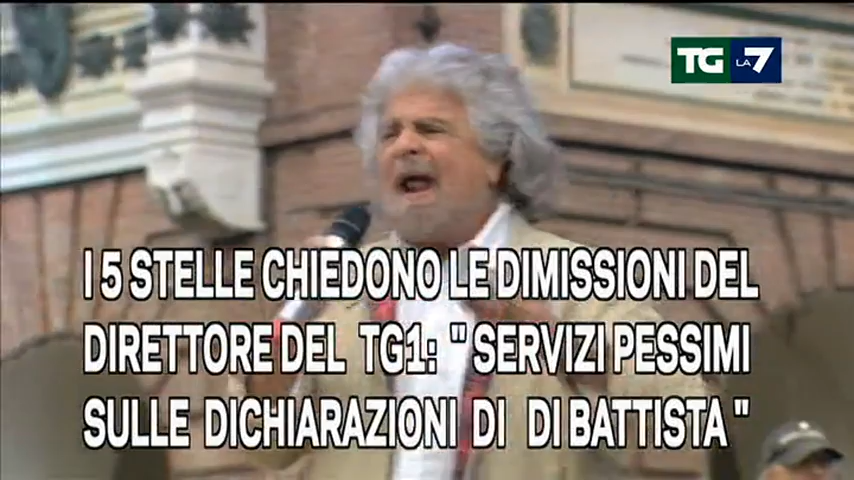 TG LA7
I 5 STELLE CHIEDONO LE DIMISSIONI DEL
DIRETTORE DEL TG1: " SERVIZI PESSIMI
SULLE DICHIARAZIONI DI DI BATTISTA "